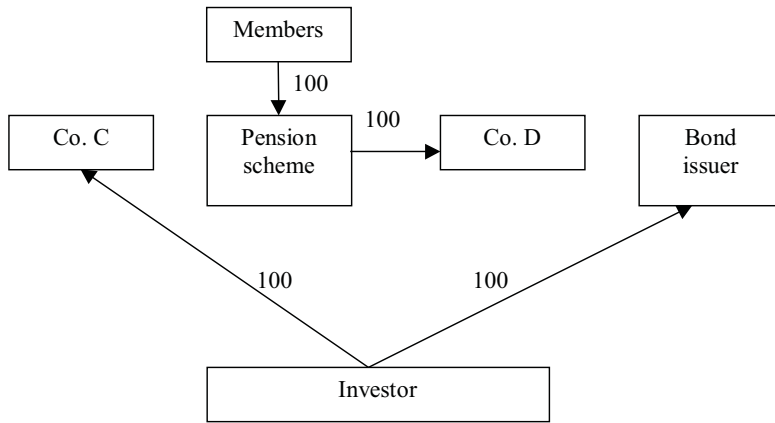 Members
100
Co. C
Pension
scheme
100
Co. D
Bond
issuer
100
100
Investor